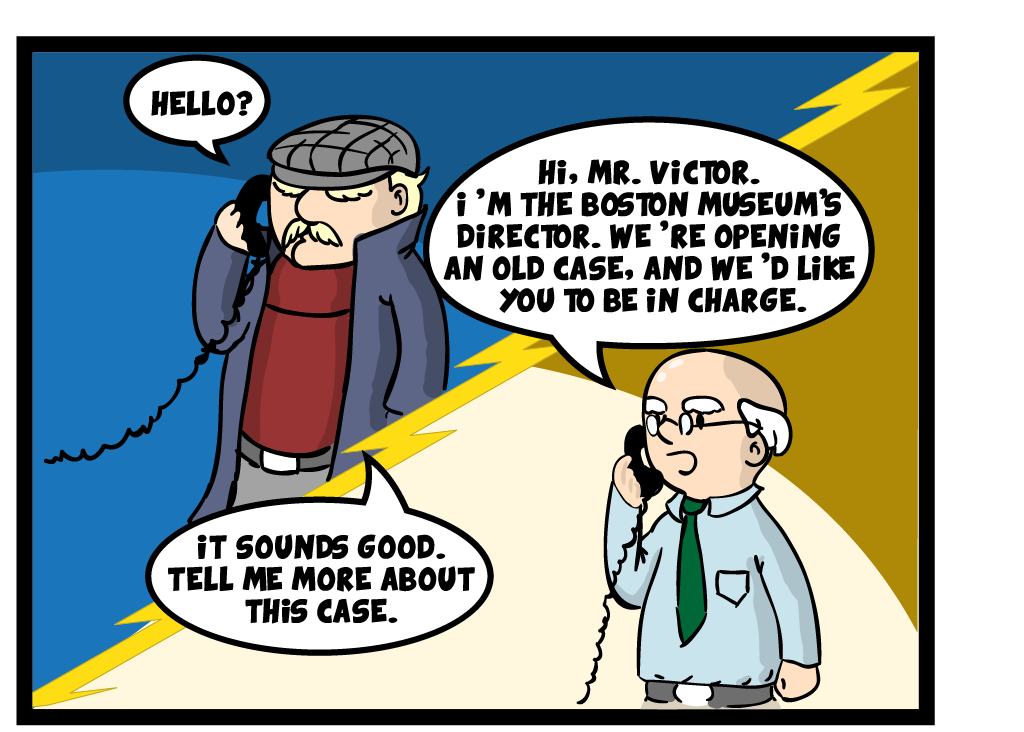 HELLO?
Hi, MR. ViCTOR.
i 'M THE BOSTON MUSEUM'S
DiRECTOR. WE 'RE OPENiNG
AN OLD CASE, AND WE 'D LiKE
YOU TO BE iN CHARGE.
iT SOUNDS GOOD.
TELL ME MORE ABOUT
THiS CASE.